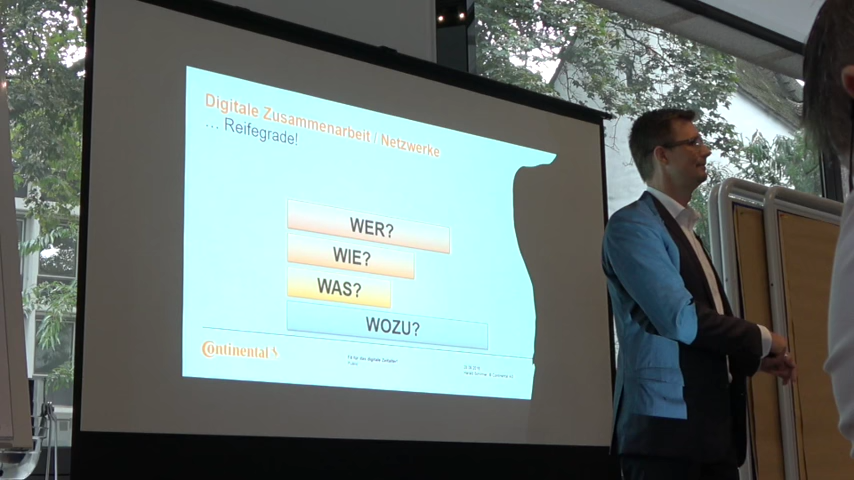 Digitale Zusammenarbeit / Netzwerke
… Reifegrade!
WER?
WIE?
WAS?
WOZU?
Continental